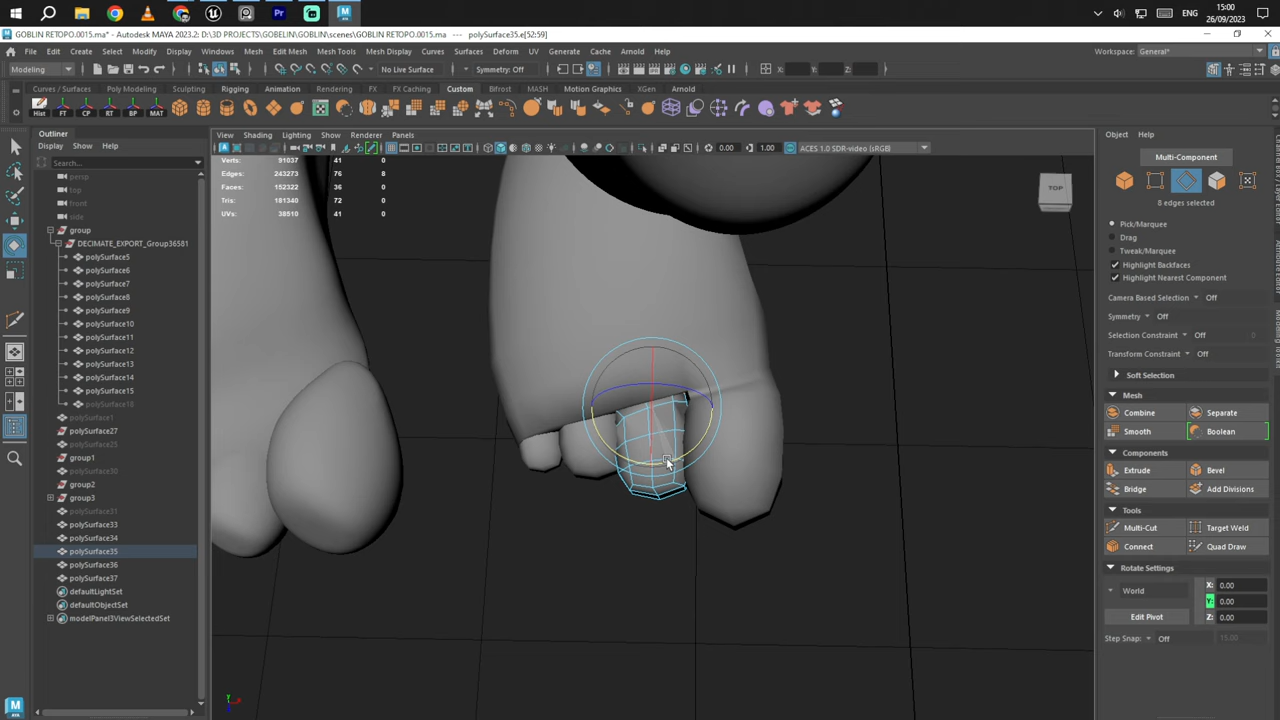 15:00
ENG
26/09/2023
GOBLIN RETOPO.0015.ma* - Autodesk MAYA 2023.2: D:\3D PROJECTS\GOBELIN\GOBLIN\scenes\GOBLIN RETOPO.0015.ma --- polySurface35.e[52:59]
File Edit Create Select Modify Display Windows Mesh Edit Mesh Mesh Tools Mesh Display Curves Surfaces Deform UV Generate Cache Arnold Help
Workspace: General*
Modeling
No Live Surface
Symmetry: Off
X:
Y:
Z:
Curves / Surfaces Poly Modeling Sculpting Rigging Animation Rendering FX FX Caching Custom Bifrost MASH Motion Graphics XGen Arnold
Hist FT CP RT BP MAT
Outliner
Display Show Help
Search...
persp
top
front
side
group
DECIMATE_EXPORT_Group36581
polySurface5
polySurface6
polySurface7
polySurface8
polySurface9
polySurface10
polySurface11
polySurface12
polySurface13
polySurface14
polySurface15
polySurface1
polySurface27
polySurface25
group1
polySurface30
group2
group3
polySurface31
polySurface33
polySurface34
polySurface35
polySurface36
polySurface37
defaultLightSet
defaultObjectSet
modelPanel3ViewSelectedSet
View Shading Lighting Show Renderer Panels
0.00
1.00
ACES 1.0 SDR-video (sRGB)
Verts: 91037 41 0
Edges: 243273 76 8
Faces: 152322 36 0
Tris: 181340 72 0
UVs: 38510 41 0
TOP
Object Help
Multi-Component
8 edges selected
Pick/Marquee
Drag
Tweak/Marquee
Highlight Backfaces
Highlight Nearest Component
Camera Based Selection Off
Symmetry Off
Selection Constraint Off
Transform Constraint Off
Soft Selection
Mesh
Combine Separate
Smooth Boolean
Components
Extrude Bevel
Bridge Add Divisions
Tools
Multi-Cut Target Weld
Connect Quad Draw
Rotate Settings
World
X: 0.00
Y: 0.00
Edit Pivot
Z: 0.00
Step Snap: Off 15.00